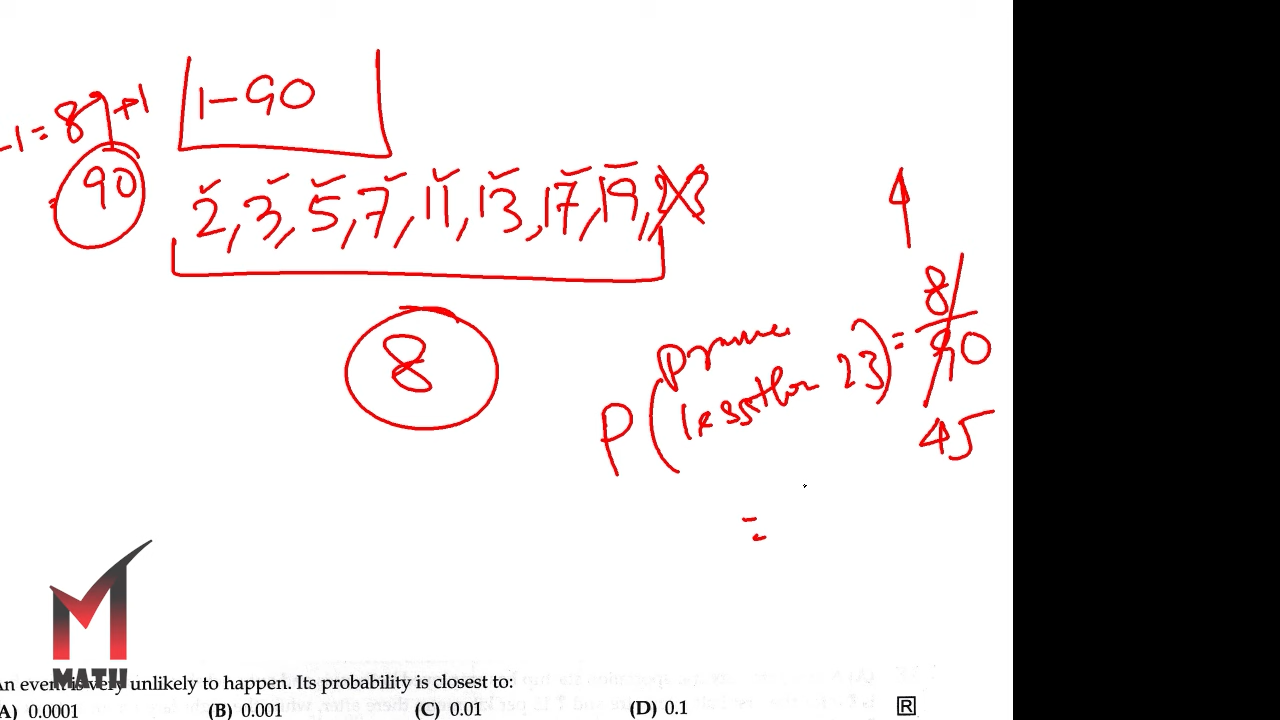 -1=89+1
1-90
90
2, 3, 5, 7, 11, 13, 17, 19, 23
8
P(prime less than 23) = 8/90
4
45
=
MATH
An event is very unlikely to happen. Its probability is closest to:
A) 0.0001 (B) 0.001 (C) 0.01 (D) 0.1 R